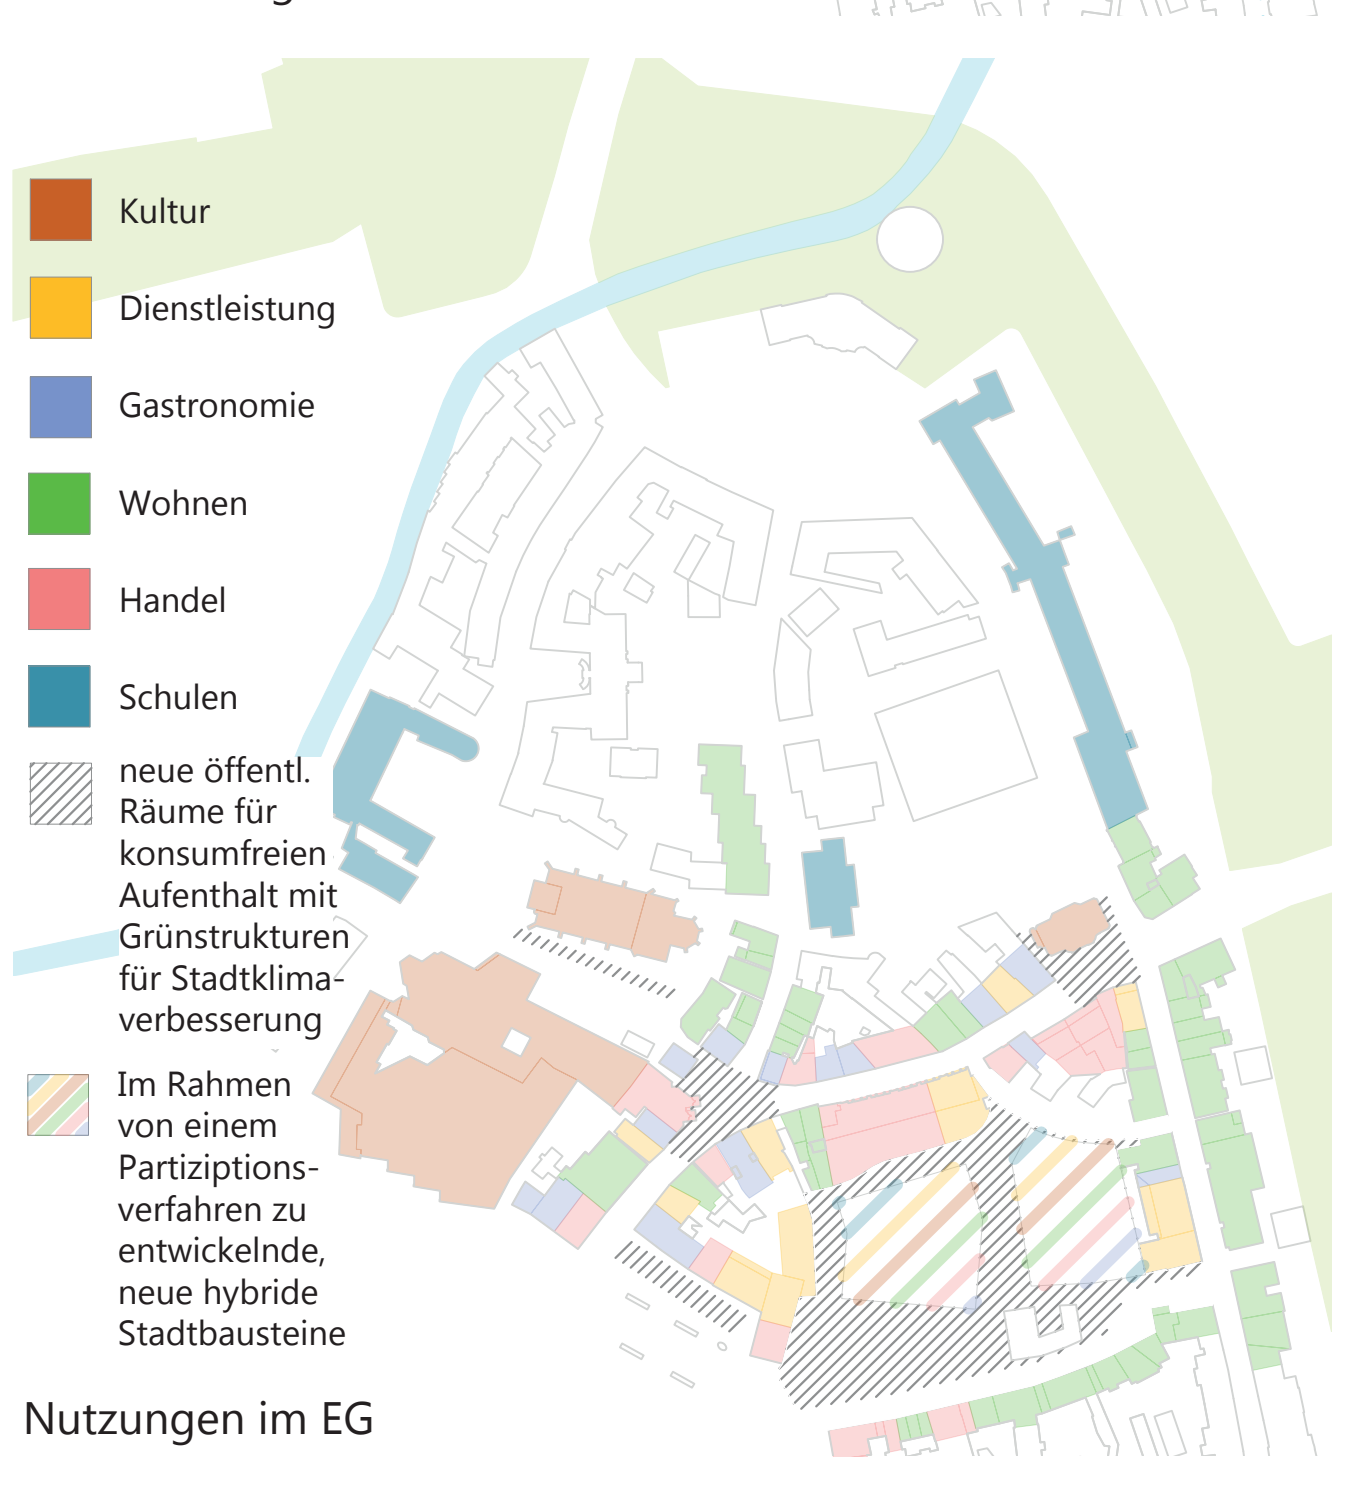 Kultur
Dienstleistung
Gastronomie
Wohnen
Handel
Schulen
neue öffentl.
Räume für
konsumfreien
Aufenthalt mit
Grünstrukturen
für Stadtklima-
verbesserung
Im Rahmen
von einem
Partiziptions-
verfahren zu
entwickelnde,
neue hybride
Stadtbausteine
Nutzungen im EG